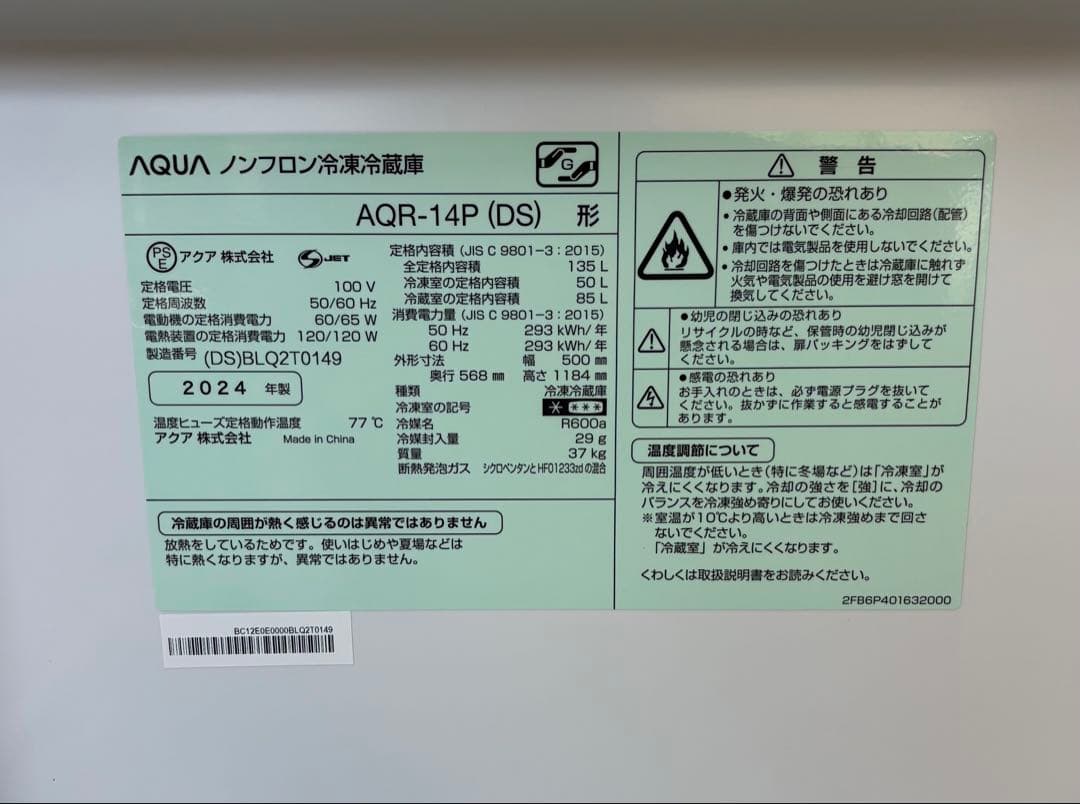 AQUA ノンフロン冷凍冷蔵庫
G
AQR-14P (DS) 形
PSE アクア 株式会社 S JET
定格電圧 100 V
定格周波数 50/60 Hz
電動機の定格消費電力 60/65 W
電熱装置の定格消費電力 120/120 W
製造番号 (DS)BLQ2T0149
2024 年製
温度ヒューズ定格動作温度 77 ℃
アクア 株式会社 Made in China
定格内容積 (JIS C 9801-3 : 2015)
全定格内容積 135 L
冷凍室の定格内容積 50 L
冷蔵室の定格内容積 85 L
消費電力量 (JIS C 9801-3 : 2015)
50 Hz 293 kWh/年
60 Hz 293 kWh/年
外形寸法 幅 500 ㎜
奥行 568 ㎜ 高さ 1184 ㎜
種類 冷凍冷蔵庫
冷凍室の記号 * ***
冷媒名 R600a
冷媒封入量 29 g
質量 37 kg
断熱発泡ガス シクロペンタンとHFO1233zdの混合
冷蔵庫の周囲が熱く感じるのは異常ではありません
放熱をしているためです。使いはじめや夏場などは
特に熱くなりますが、異常ではありません。
⚠ 警 告
●発火・爆発の恐れあり
・冷蔵庫の背面や側面にある冷却回路(配管)
を傷つけないでください。
・庫内では電気製品を使用しないでください。
・冷却回路を傷つけたときは冷蔵庫に触れず
火気や電気製品の使用を避け窓を開けて
換気してください。
●幼児の閉じ込みの恐れあり
リサイクルの時など、保管時の幼児閉じ込みが
懸念される場合は、扉パッキングをはずして
ください。
●感電の恐れあり
お手入れのときは、必ず電源プラグを抜いて
ください。抜かずに作業すると感電することが
あります。
温度調節について
周囲温度が低いとき(特に冬場など)は「冷凍室」が
冷えにくくなります。冷却の強さを[強]に、冷却の
バランスを冷凍強め寄りにしてお使いください。
※室温が10℃より高いときは冷凍強めまで回さ
ないでください。
「冷蔵室」が冷えにくくなります。
くわしくは取扱説明書をお読みください。
2FB6P401632000
BC12E0E0000BLQ2T0149